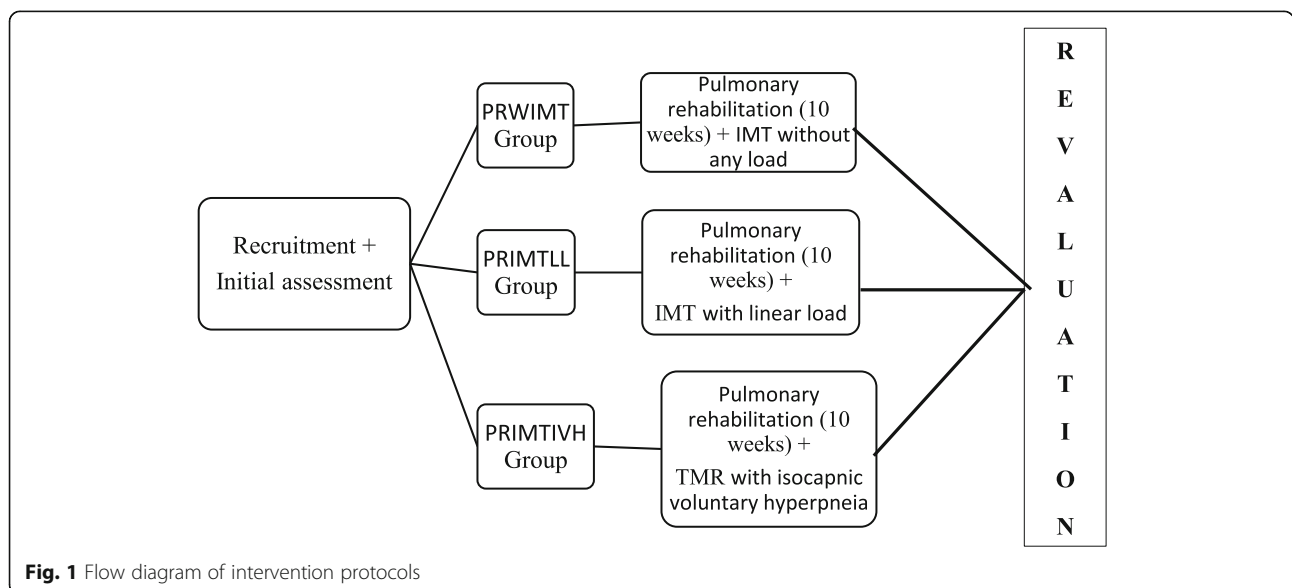 Recruitment +
Initial assessment
PRWIMT
Group
Pulmonary
rehabilitation (10
weeks) + IMT without
any load
PRIMTLL
Group
Pulmonary
rehabilitation (10
weeks) +
IMT with linear load
PRIMTIVH
Group
Pulmonary
rehabilitation (10
weeks) +
TMR with isocapnic
voluntary hyperpneia
R
E
V
A
L
U
A
T
I
O
N
Fig. 1 Flow diagram of intervention protocols